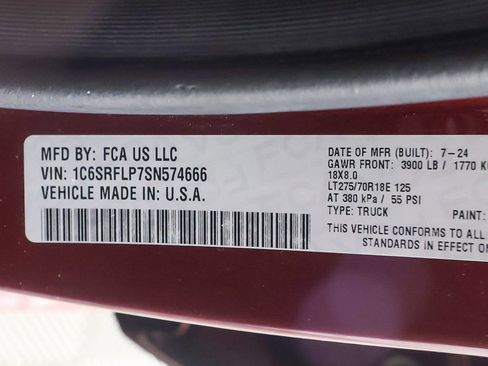 MFD BY: FCA US LLC
VIN: 1C6SRFLP7SN574666
VEHICLE MADE IN: U.S.A.
DATE OF MFR (BUILT): 7-24
GAWR FRONT: 3900 LB / 1770 K
18X8.0
LT275/70R18E 125
AT 380 kPa / 55 PSI
TYPE: TRUCK PAINT:
THIS VEHICLE CONFORMS TO ALL
STANDARDS IN EFFECT ON